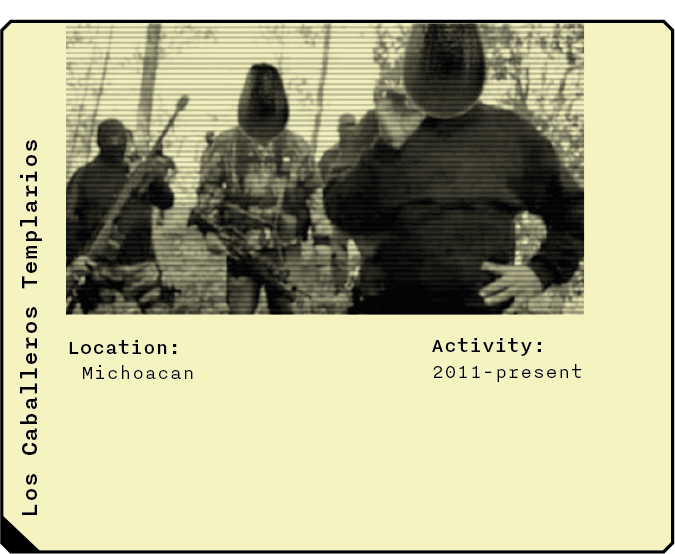 Los Caballeros Templarios
Location:
Michoacan
Activity:
2011-present